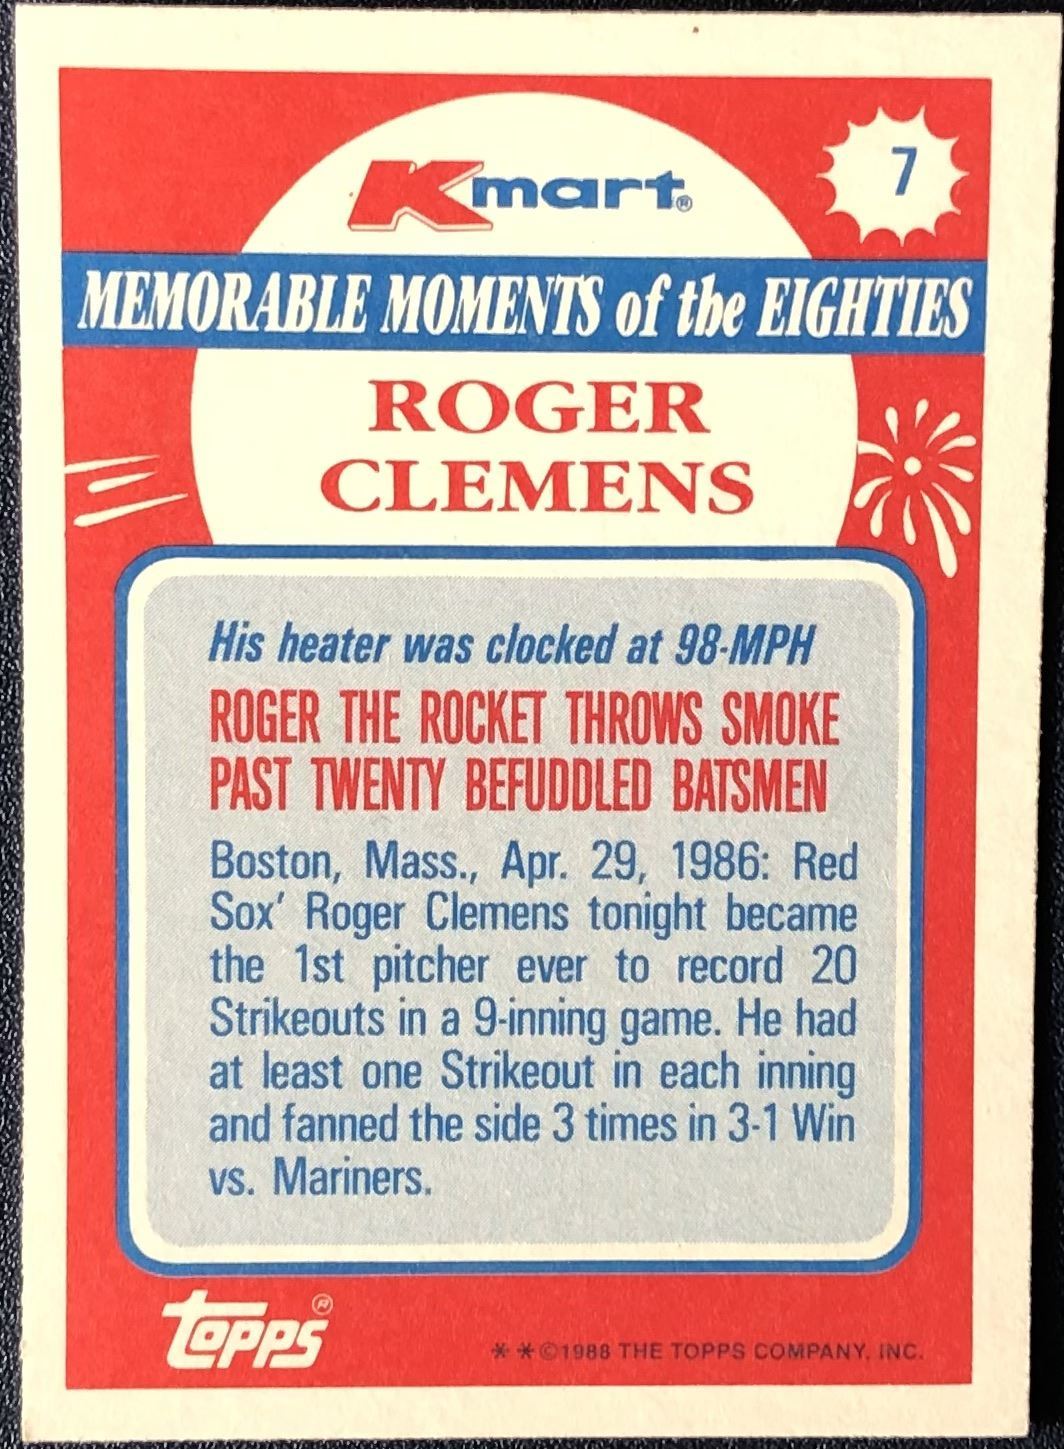 Kmart®
7
MEMORABLE MOMENTS of the EIGHTIES
ROGER
CLEMENS
His heater was clocked at 98-MPH
ROGER THE ROCKET THROWS SMOKE
PAST TWENTY BEFUDDLED BATSMEN
Boston, Mass., Apr. 29, 1986: Red
Sox' Roger Clemens tonight became
the 1st pitcher ever to record 20
Strikeouts in a 9-inning game. He had
at least one Strikeout in each inning
and fanned the side 3 times in 3-1 Win
vs. Mariners.
Topps®
* * ©1988 THE TOPPS COMPANY, INC.